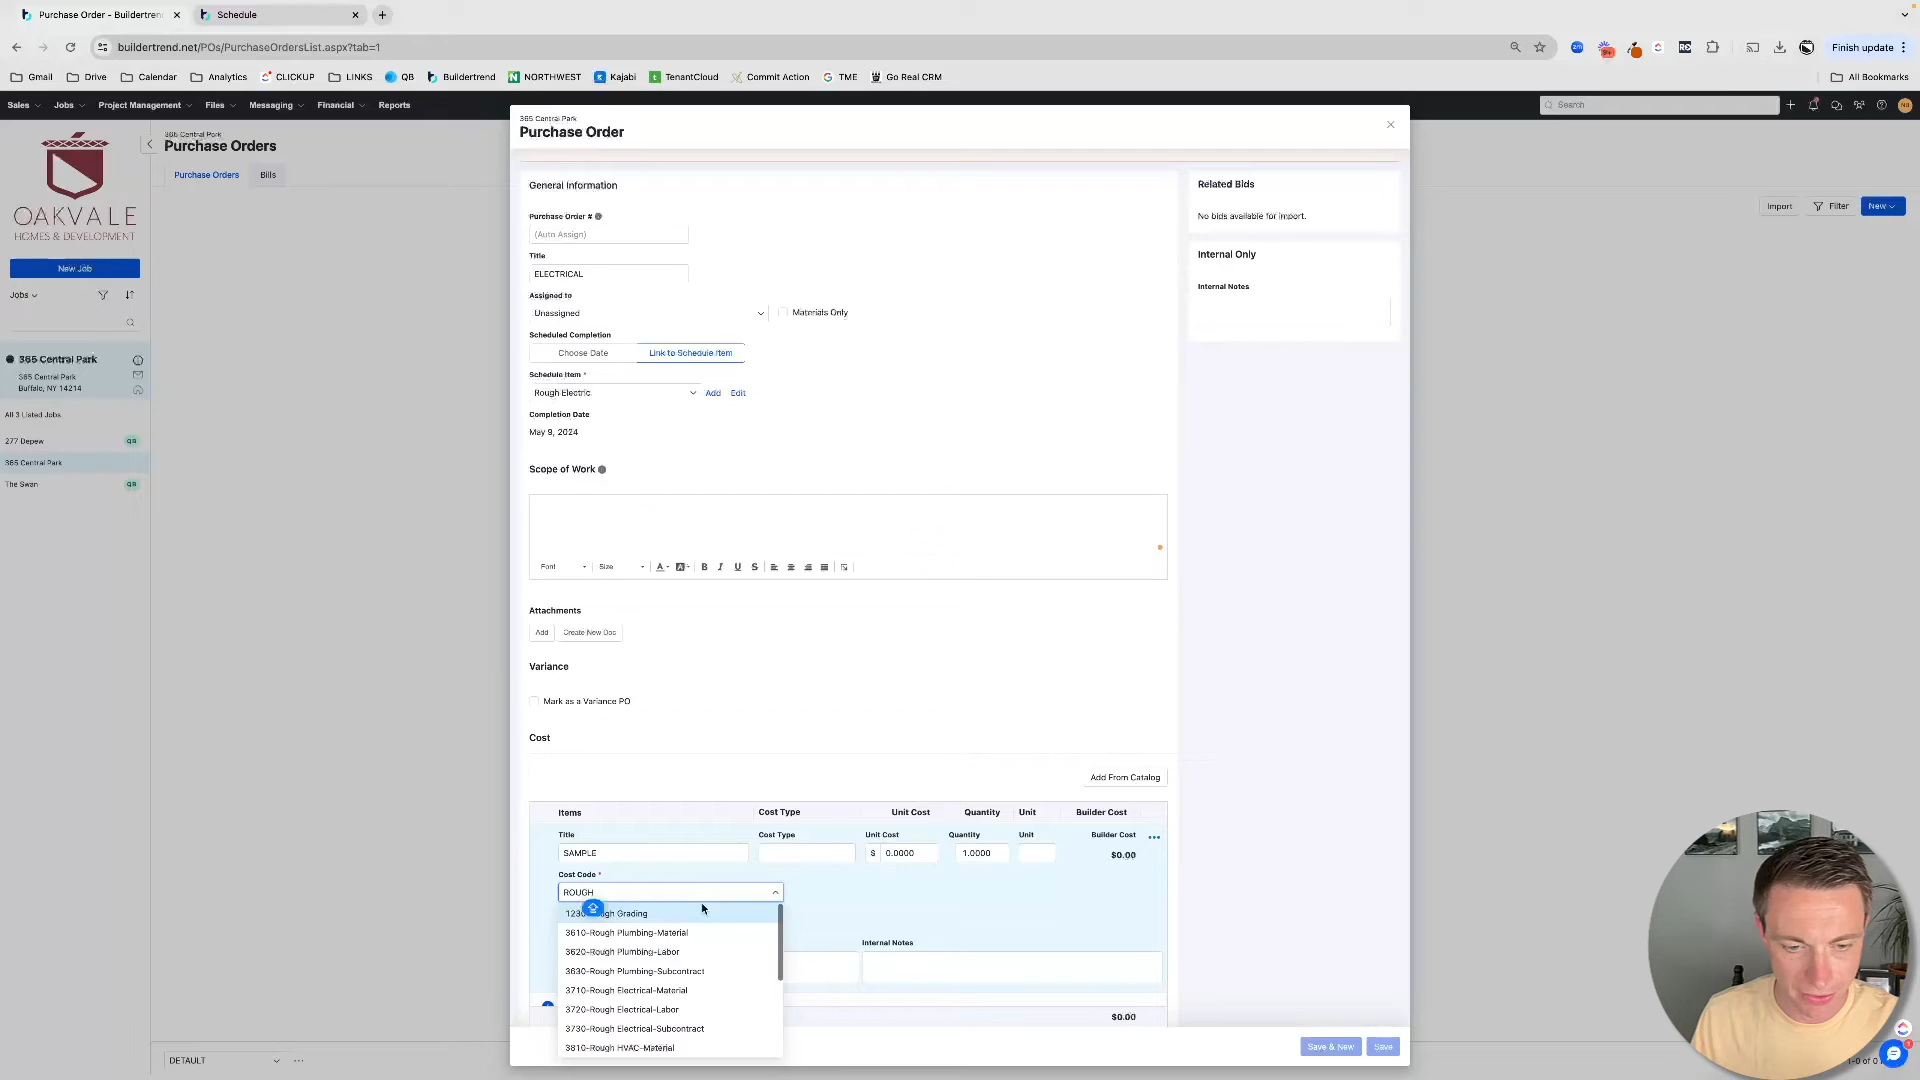 Purchase Order - Buildertren
Schedule
buildertrend.net/POs/PurchaseOrdersList.aspx?tab=1
Finish update
Gmail
Drive
Calendar
Analytics
CLICKUP
LINKS
QB
Buildertrend
NORTHWEST
Kajabi
TenantCloud
Commit Action
TME
Go Real CRM
All Bookmarks
Sales
Jobs
Project Management
Files
Messaging
Financial
Reports
Search
OAKVALE
HOMES & DEVELOPMENT
New Job
Jobs
365 Central Park
365 Central Park
Buffalo, NY 14214
All 3 Listed Jobs
277 Depew
QB
365 Central Park
The Swan
QB
DEFAULT
365 Central Park
Purchase Orders
Purchase Orders
Bills
Import
Filter
New
365 Central Park
Purchase Order
General Information
Purchase Order #
(Auto Assign)
Title
ELECTRICAL
Assigned to
Unassigned
Materials Only
Scheduled Completion
Choose Date
Link to Schedule Item
Schedule Item *
Rough Electric
Add
Edit
Completion Date
May 9, 2024
Scope of Work
Font
Size
A
A
B
I
U
S
Attachments
Add
Create New Doc
Variance
Mark as a Variance PO
Cost
Add From Catalog
Items
Cost Type
Unit Cost
Quantity
Unit
Builder Cost
Title
Cost Type
Unit Cost
Quantity
Unit
Builder Cost
SAMPLE
$ 0.0000
1.0000
$0.00
Cost Code *
ROUGH
Grading
3610-Rough Plumbing-Material
3620-Rough Plumbing-Labor
3630-Rough Plumbing-Subcontract
3710-Rough Electrical-Material
3720-Rough Electrical-Labor
3730-Rough Electrical-Subcontract
3810-Rough HVAC-Material
Internal Notes
$0.00
Save & New
Save
Related Bids
No bids available for import.
Internal Only
Internal Notes